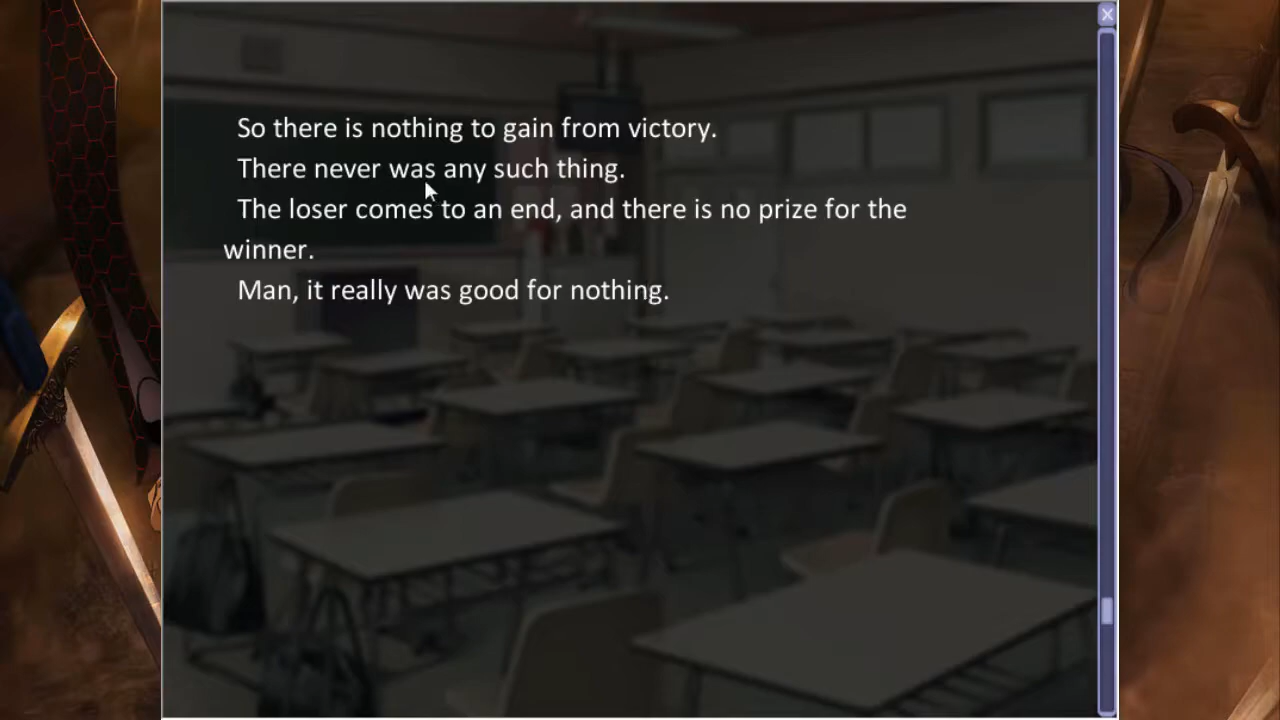 So there is nothing to gain from victory.
There never was any such thing.
The loser comes to an end, and there is no prize for the
winner.
Man, it really was good for nothing.